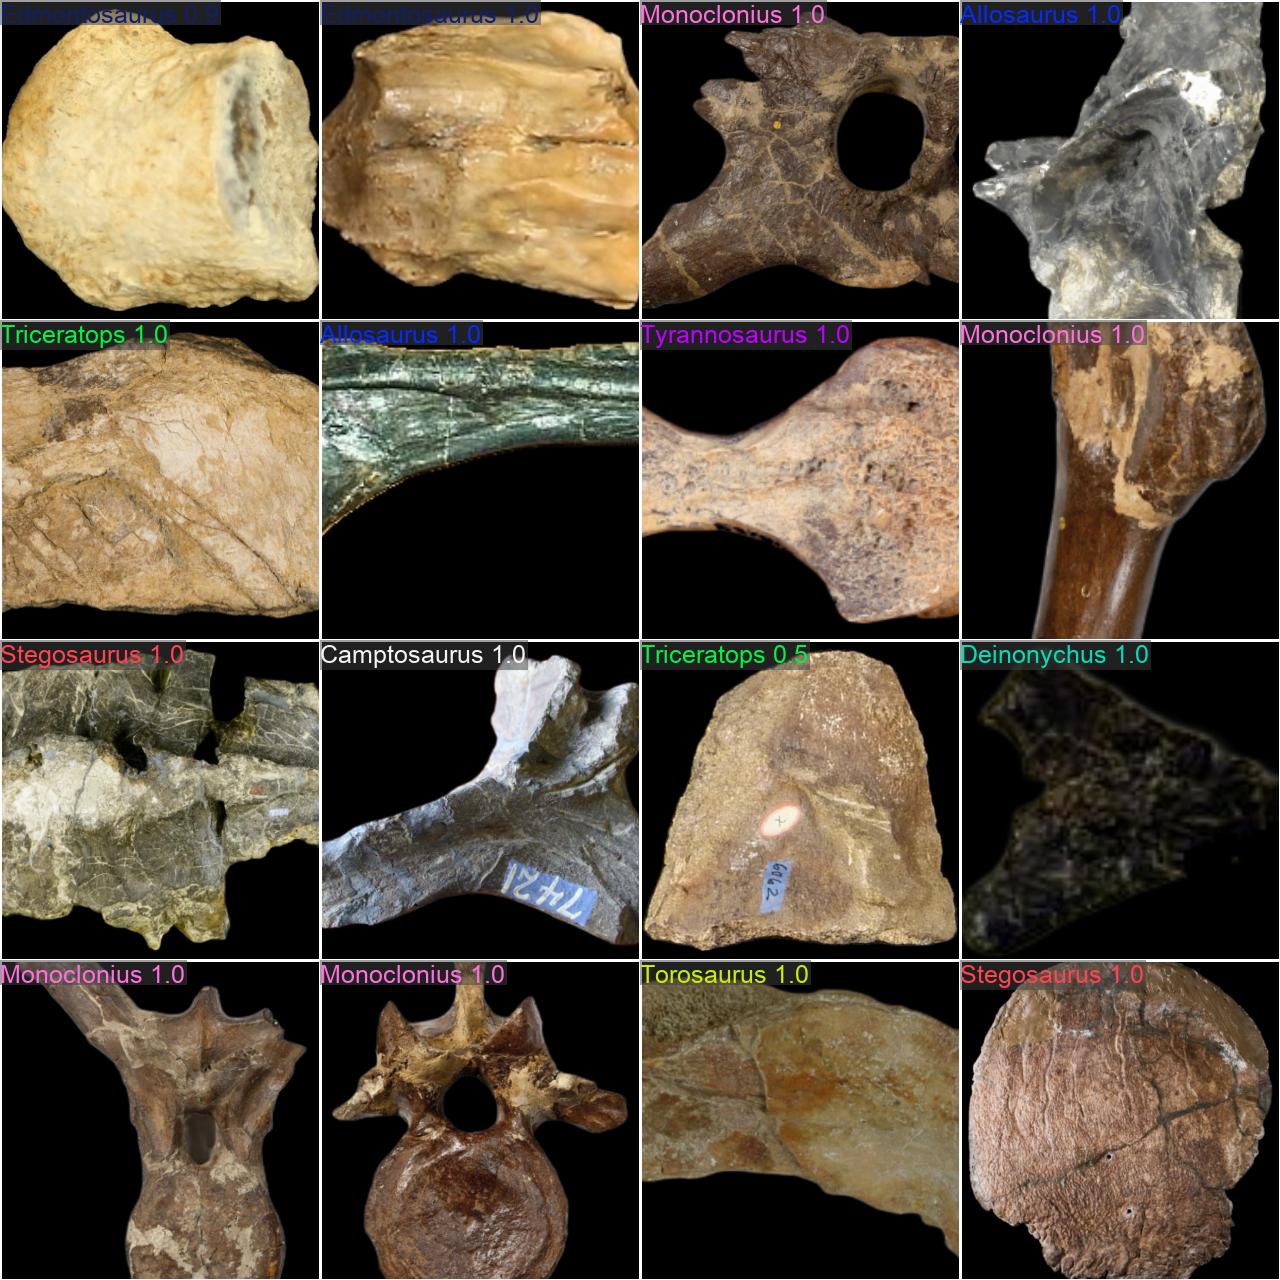 Edmontosaurus 0.9
Edmontosaurus 1.0
Monoclonius 1.0
Allosaurus 1.0
Triceratops 1.0
Allosaurus 1.0
Tyrannosaurus 1.0
Monoclonius 1.0
Stegosaurus 1.0
Camptosaurus 1.0
Triceratops 0.5
Deinonychus 1.0
7421
X
6062
Monoclonius 1.0
Monoclonius 1.0
Torosaurus 1.0
Stegosaurus 1.0